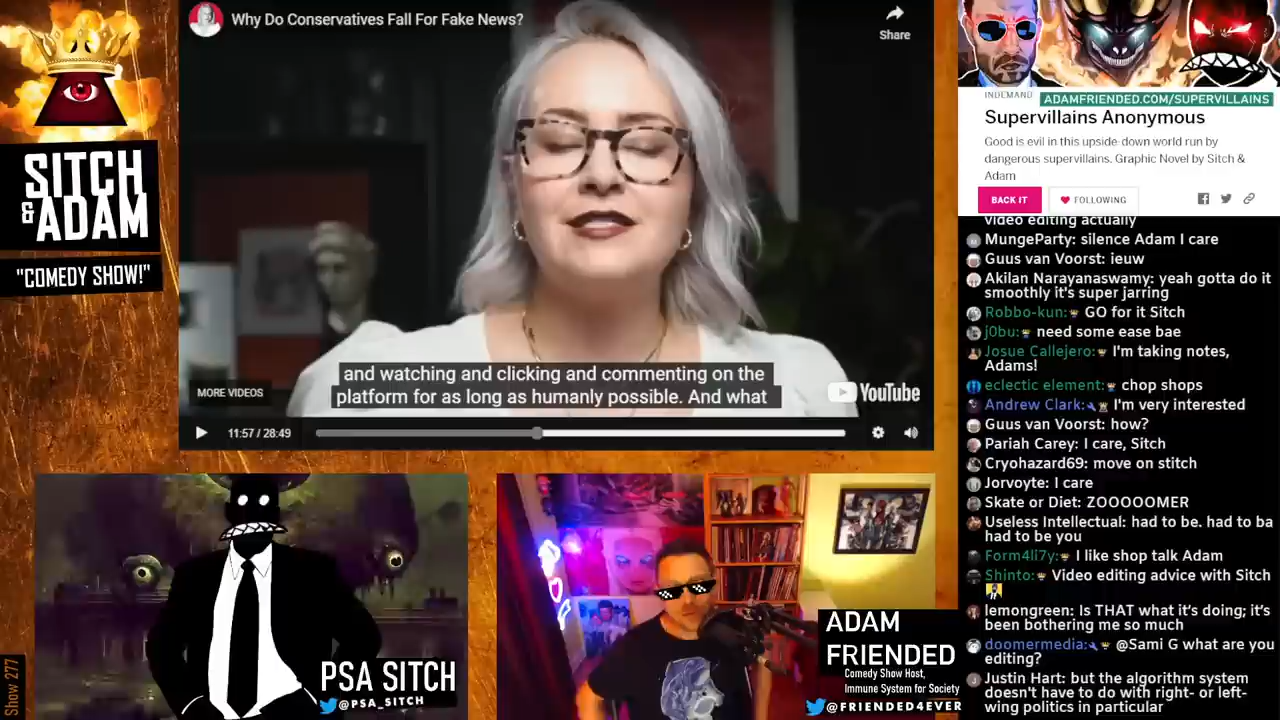 Why Do Conservatives Fall For Fake News?
Share
and watching and clicking and commenting on the
platform for as long as humanly possible. And what
MORE VIDEOS
YouTube
11:57 / 28:49
SITCH
& ADAM
"COMEDY SHOW!"
Show 277
PSA SITCH
@PSA_SITCH
ADAM
FRIENDED
Comedy Show Host,
Immune System for Society
@FRIENDED4EVER
INDEMAND
ADAMFRIENDED.COM/SUPERVILLAINS
Supervillains Anonymous
Good is evil in this upside-down world run by
dangerous supervillains. Graphic Novel by Sitch &
Adam
BACK IT
FOLLOWING
video editing actually
MungeParty: silence Adam I care
Guus van Voorst: ieuw
Akilan Narayanaswamy: yeah gotta do it
smoothly it's super jarring
Robbo-kun: GO for it Sitch
j0bu: need some ease bae
Josue Callejero: I'm taking notes,
Adams!
eclectic element: chop shops
Andrew Clark: I'm very interested
Guus van Voorst: how?
Pariah Carey: I care, Sitch
Cryohazard69: move on stitch
Jorvoyte: I care
Skate or Diet: ZOOOOOMER
Useless Intellectual: had to be. had to ba
had to be you
Form4li7y: I like shop talk Adam
Shinto: Video editing advice with Sitch
lemongreen: Is THAT what it's doing; it's
been bothering me so much
doomermedia: @Sami G what are you
editing?
Justin Hart: but the algorithm system
doesn't have to do with right- or left-
wing politics in particular